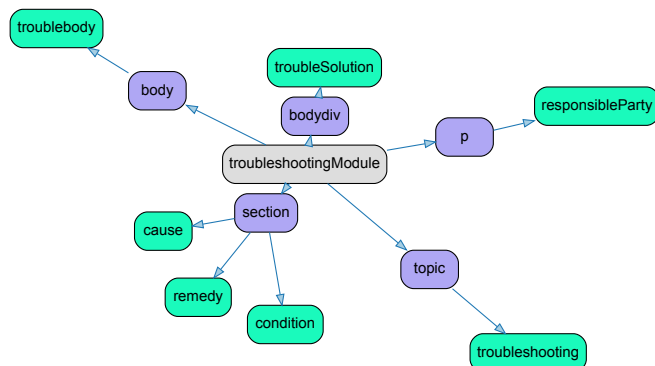 troublebody
troubleSolution
body
responsibleParty
bodydiv
p
troubleshootingModule
section
cause
topic
remedy
condition
troubleshooting